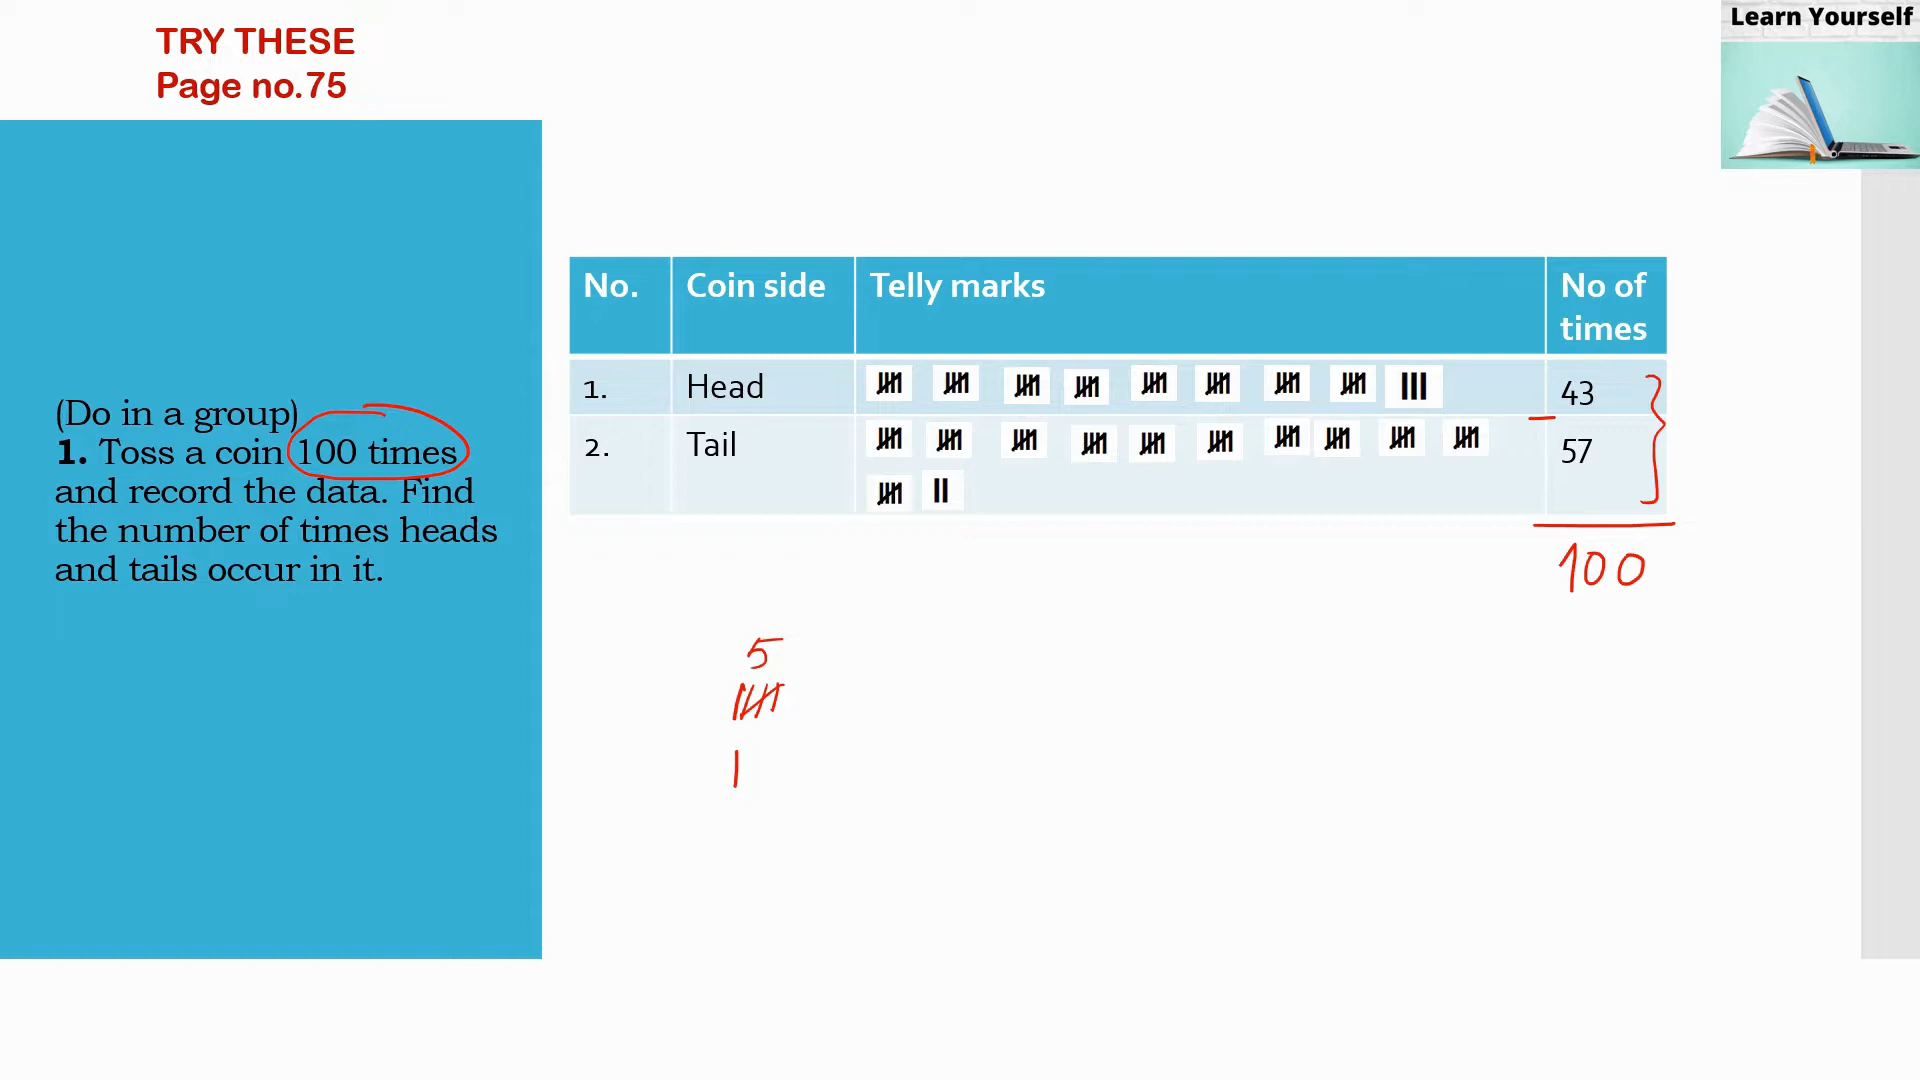 Learn Yourself
TRY THESE
Page no.75
(Do in a group)
1. Toss a coin 100 times
and record the data. Find
the number of times heads
and tails occur in it.
No. Coin side Telly marks No of
times
1. Head 43
2. Tail 57
100
5